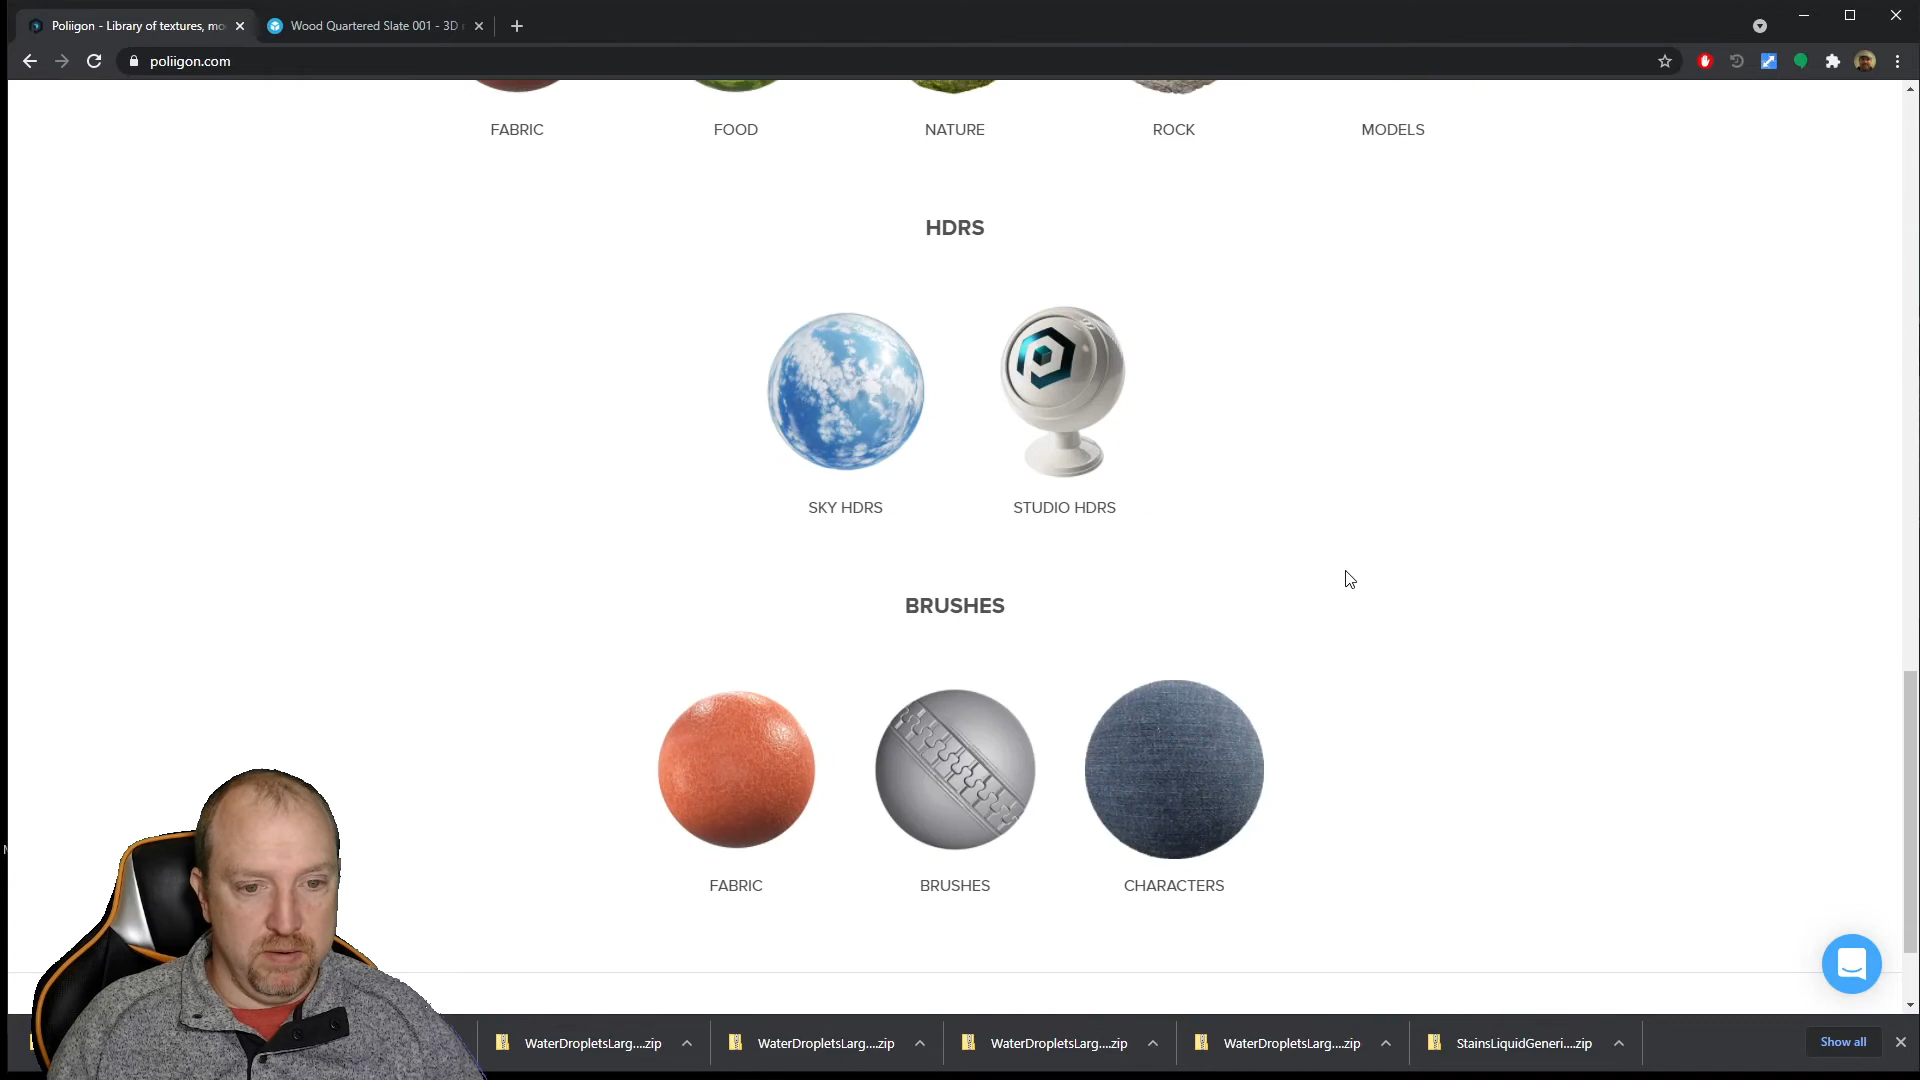 Poliigon - Library of textures, mo
Wood Quartered Slate 001 - 3D
poliigon.com
FABRIC
FOOD
NATURE
ROCK
MODELS
HDRS
SKY HDRS
STUDIO HDRS
BRUSHES
FABRIC
BRUSHES
CHARACTERS
WaterDropletsLarg....zip
WaterDropletsLarg....zip
WaterDropletsLarg....zip
WaterDropletsLarg....zip
StainsLiquidGeneri....zip
Show all